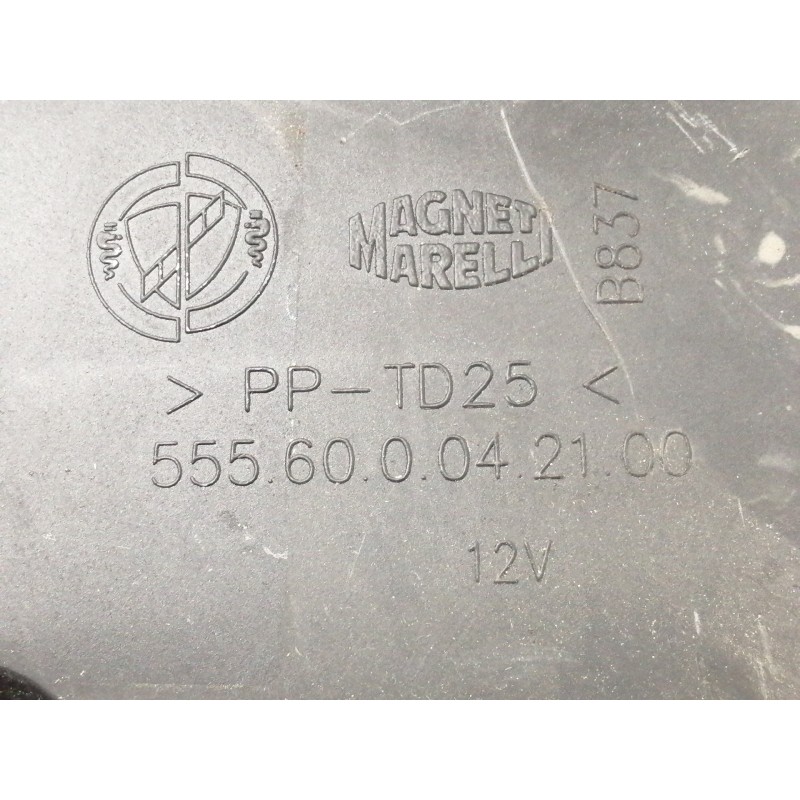 MAGNETI
MARELLI
B837
> PP-TD25 <
555.60.0.04.21.00
12V